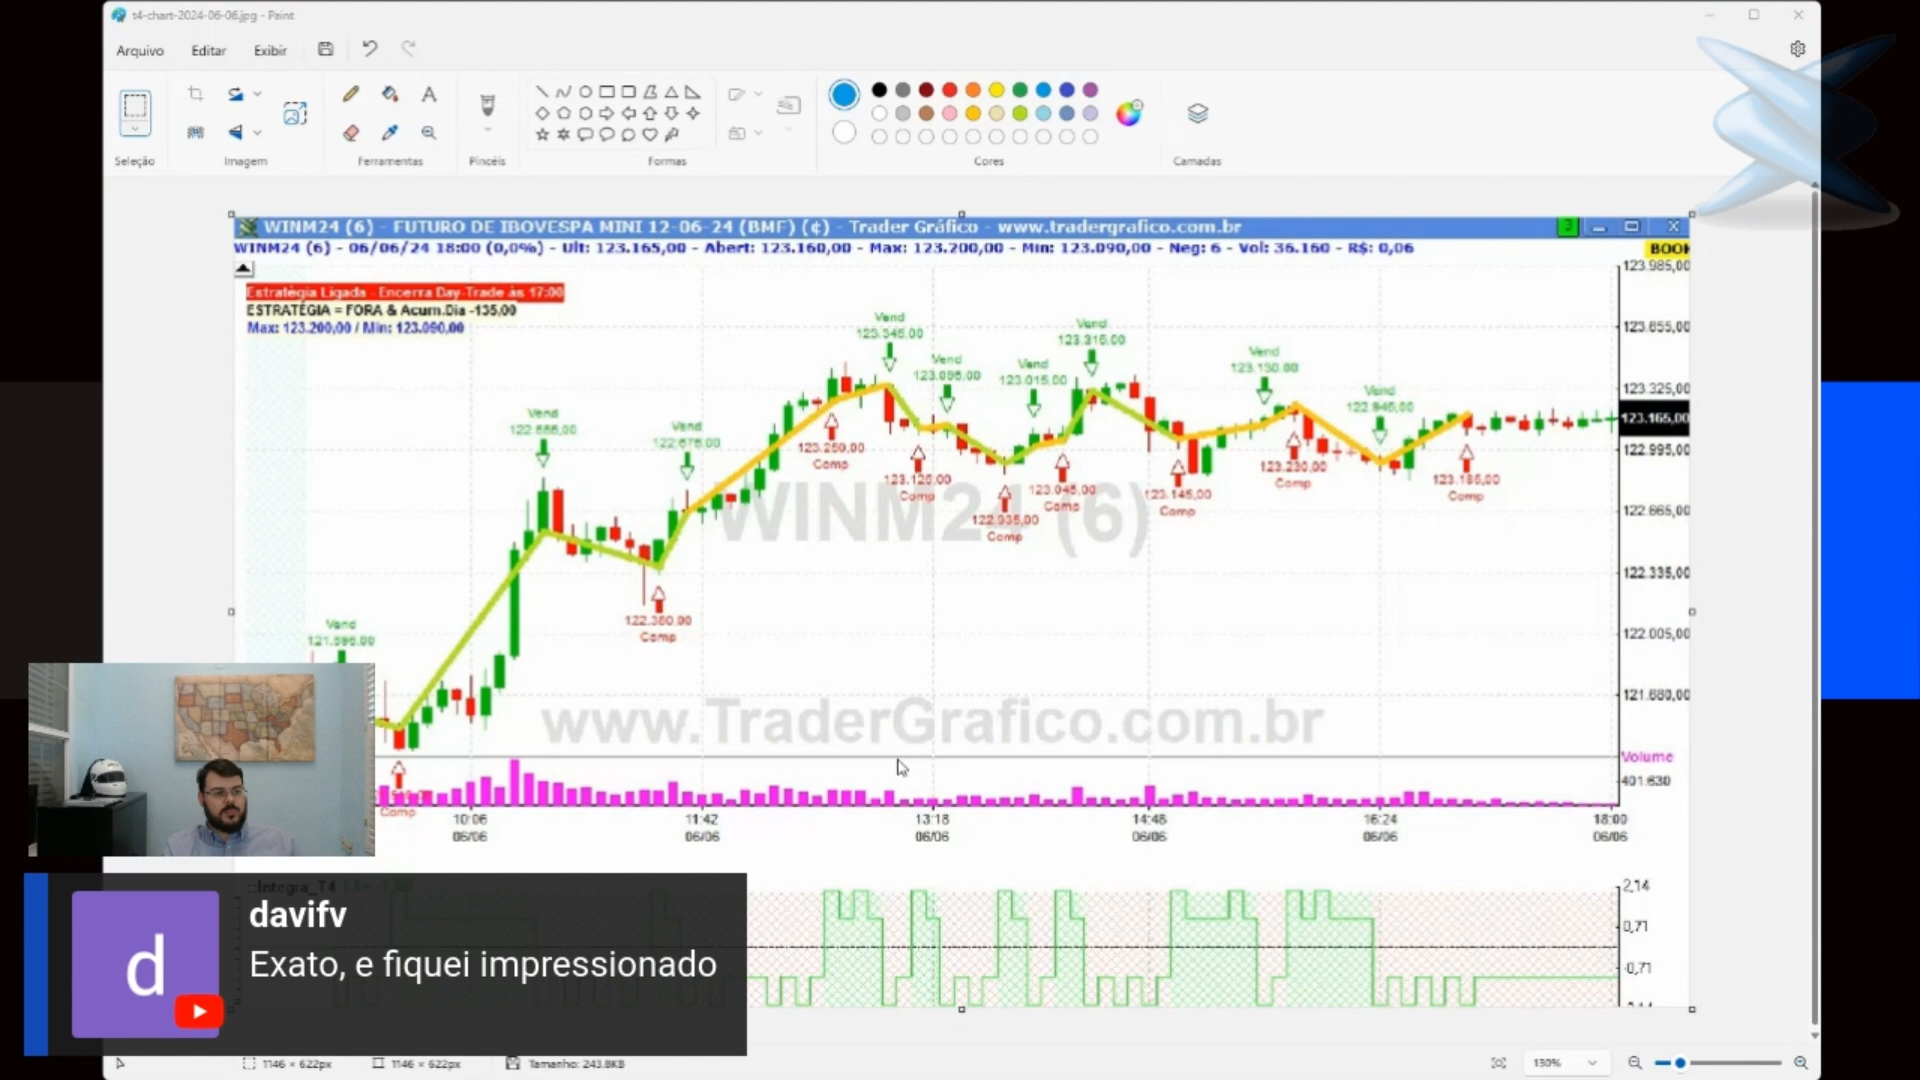 t4-chart-2024-06-06.jpg - Paint
Arquivo Editar Exibir
Seleção Imagem Ferramentas Pincéis Formas Cores Camadas
WINM24 (6) - FUTURO DE IBOVESPA MINI 12-06-24 (BMF) (¢) - Trader Gráfico - www.tradergrafico.com.br
WINM24 (6) - 06/06/24 18:00 (0,0%) - Ult: 123.165,00 - Abert: 123.160,00 - Max: 123.200,00 - Min: 123.090,00 - Neg: 6 - Vol: 36.160 - R$: 0,06
BOOK
Estratégia Ligada - Encerra Day-Trade às 17:00
ESTRATÉGIA = FORA & Acum.Dia -135,00
Max: 123.200,00 / Min: 123.090,00
123.985,00
123.655,00
123.325,00
123.165,00
122.995,00
122.665,00
122.335,00
122.005,00
121.680,00
Vend
123.345,00
Vend
123.315,00
Vend
123.095,00
Vend
123.015,00
Vend
123.130,00
Vend
Vend
Vend
Vend
123.250,00
Comp
123.120,00
Comp
122.935,00
Comp
123.045,00
Comp
123.145,00
Comp
123.230,00
Comp
123.185,00
Comp
122.380,00
Comp
Comp
WINM24 (6)
www.TraderGrafico.com.br
Volume
401.630
10:06 11:42 13:18 14:48 16:24 18:00
06/06 06/06 06/06 06/06 06/06 06/06
::Integra_T4
2,14
0,71
-0,71
d
davifv
Exato, e fiquei impressionado
1146 × 622px 1146 × 622px Tamanho: 243.8KB 130%